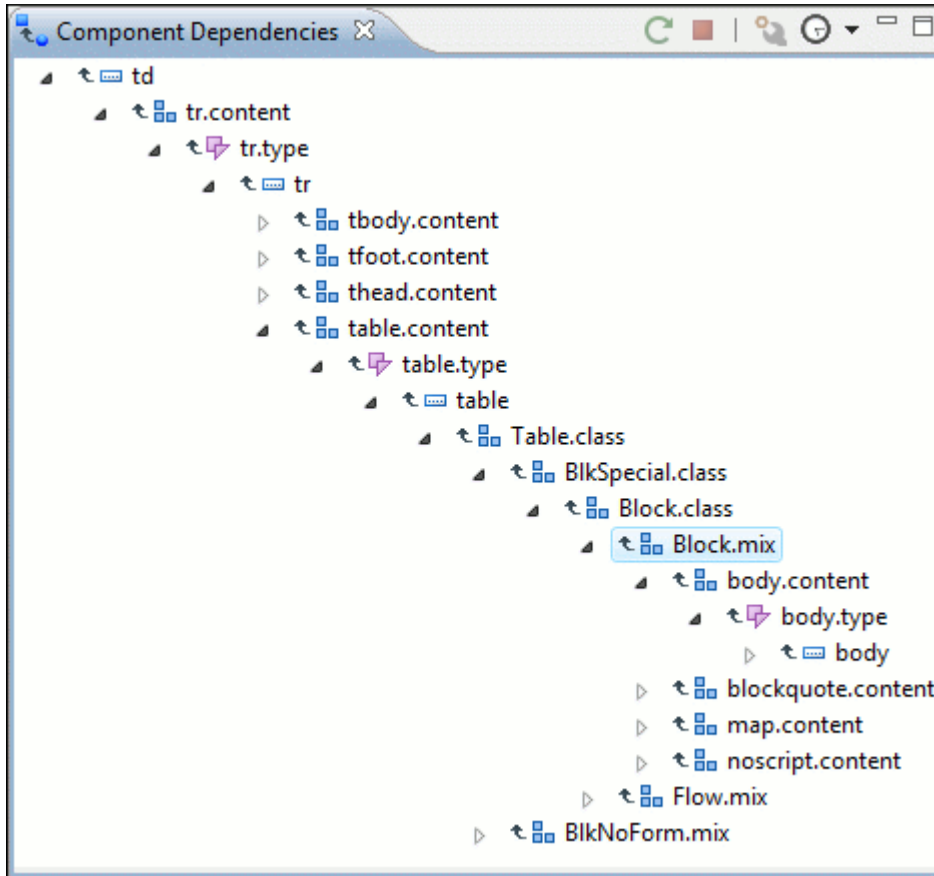 Component Dependencies
td
tr.content
tr.type
tr
tbody.content
tfoot.content
thead.content
table.content
table.type
table
Table.class
BlkSpecial.class
Block.class
Block.mix
body.content
body.type
body
blockquote.content
map.content
noscript.content
Flow.mix
BlkNoForm.mix